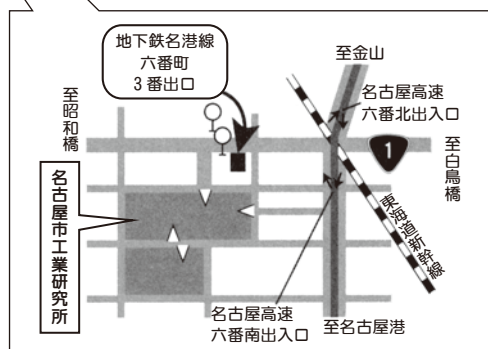 地下鉄名港線
六番町
3番出口
至金山
名古屋高速
六番北出入口
至昭和橋
1
至白鳥橋
東海道新幹線
名古屋市工業研究所
名古屋高速
六番南出入口
至名古屋港